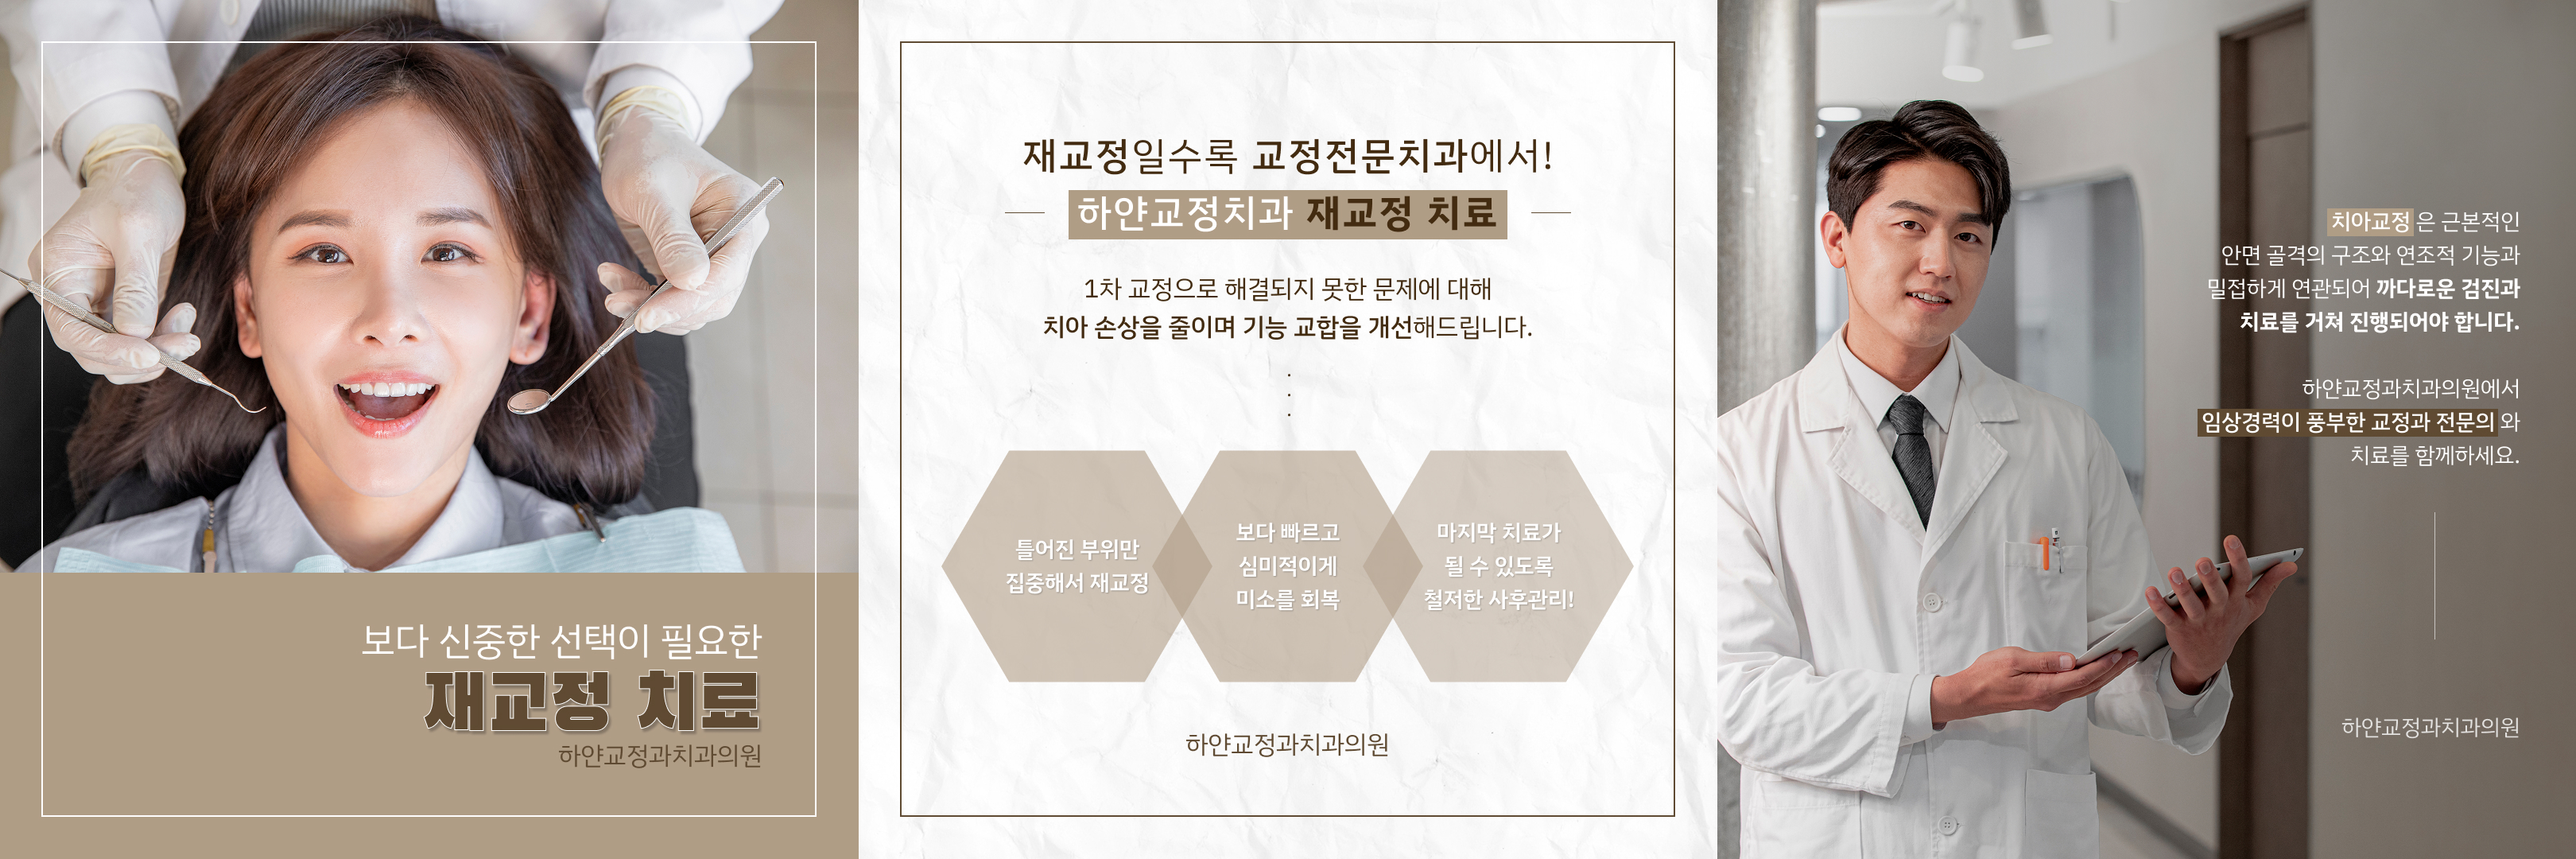 보다 신중한 선택이 필요한
재교정 치료
하얀교정과치과의원
재교정일수록 교정전문치과에서!
하얀교정치과 재교정 치료
1차 교정으로 해결되지 못한 문제에 대해
치아 손상을 줄이며 기능 교합을 개선해드립니다.
틀어진 부위만
집중해서 재교정
보다 빠르고
심미적이게
미소를 회복
마지막 치료가
될 수 있도록
철저한 사후관리!
하얀교정과치과의원
치아교정은 근본적인
안면 골격의 구조와 연조적 기능과
밀접하게 연관되어 까다로운 검진과
치료를 거쳐 진행되어야 합니다.
하얀교정과치과의원에서
임상경력이 풍부한 교정과 전문의와
치료를 함께하세요.
하얀교정과치과의원